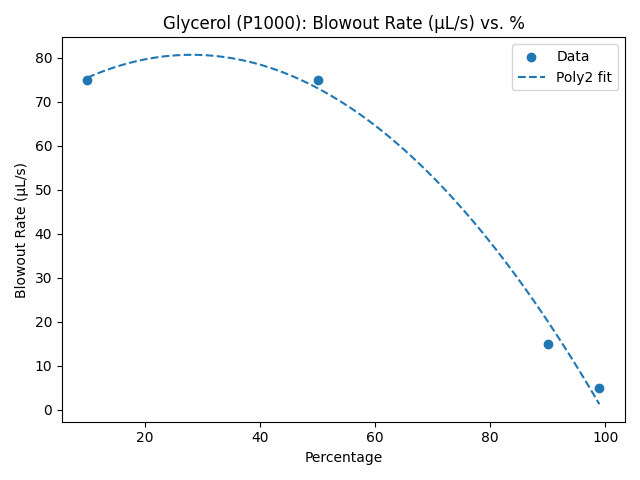 Glycerol (P1000): Blowout Rate (µL/s) vs. %
Data
Poly2 fit
Blowout Rate (µL/s)
80
70
60
50
40
30
20
10
0
20
40
60
80
100
Percentage